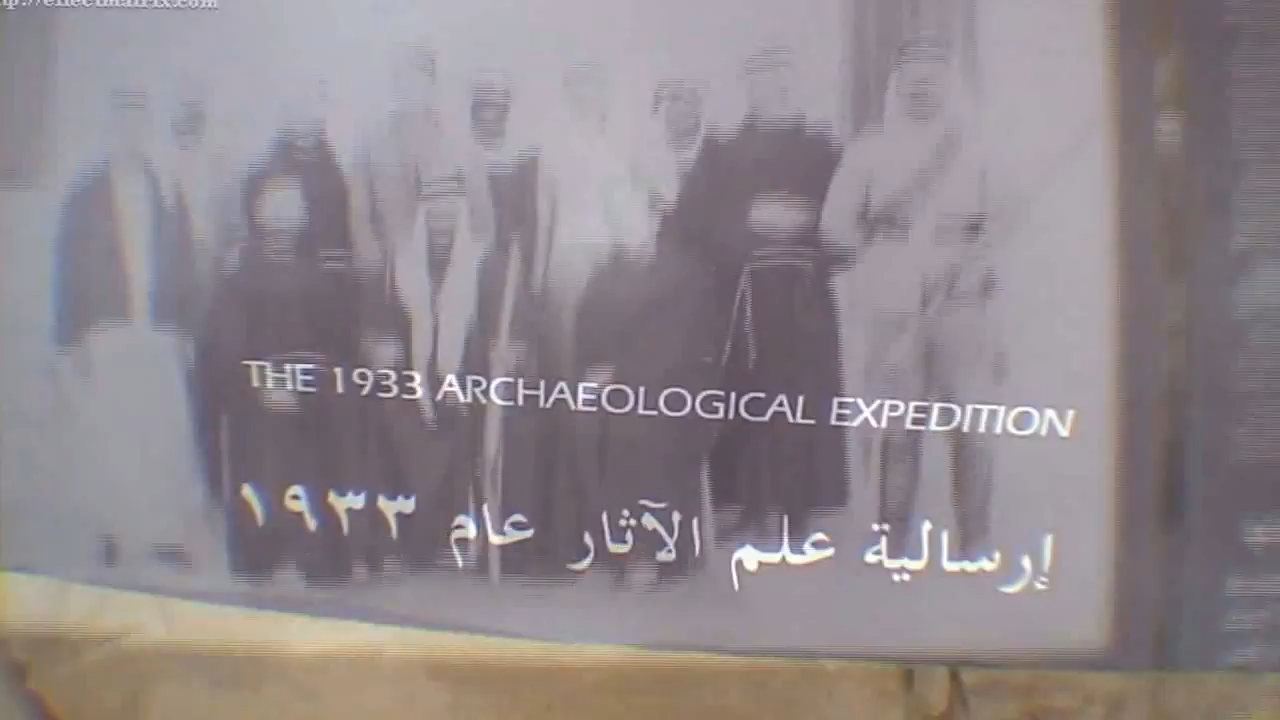 THE 1933 ARCHAEOLOGICAL EXPEDITION
إرسالية علم الآثار عام ١٩٣٣